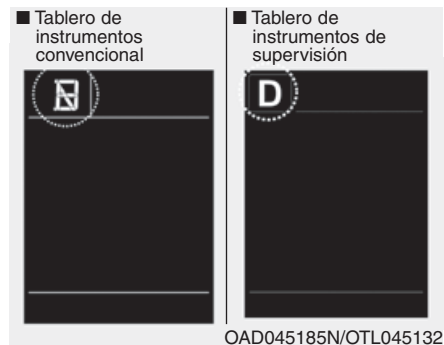 ■ Tablero de
instrumentos
convencional
■ Tablero de
instrumentos de
supervisión
D
OAD045185N/OTL045132